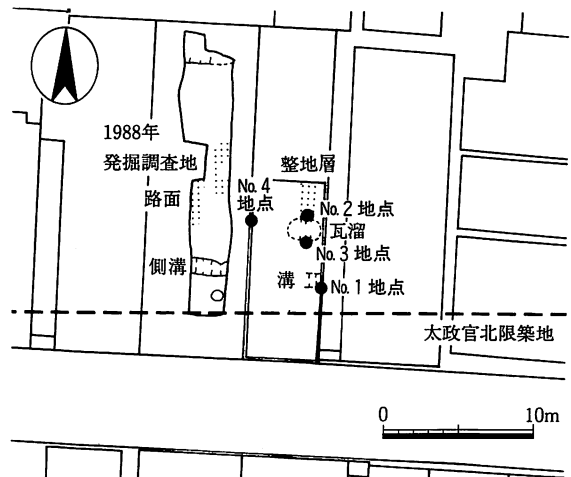 1988年
発掘調査地
路面
側溝
整地層
No.4
地点
No.2 地点
瓦溜
No.3 地点
溝
No.1 地点
太政官北限築地
0 10m